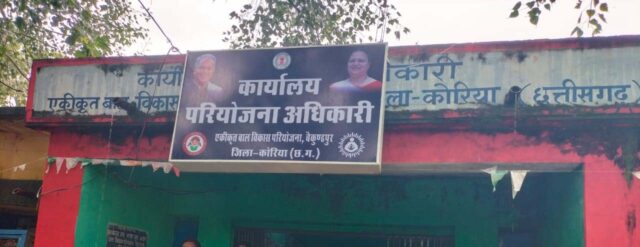 कार्यालय
परियोजना अधिकारी
एकीकृत बाल विकास परियोजना, बैकुण्ठपुर
जिला-कोरिया (छ.ग.)
कार्या
कारी
एकीकृत बाल विकास
ला-कोरिया (छत्तीसगढ़)